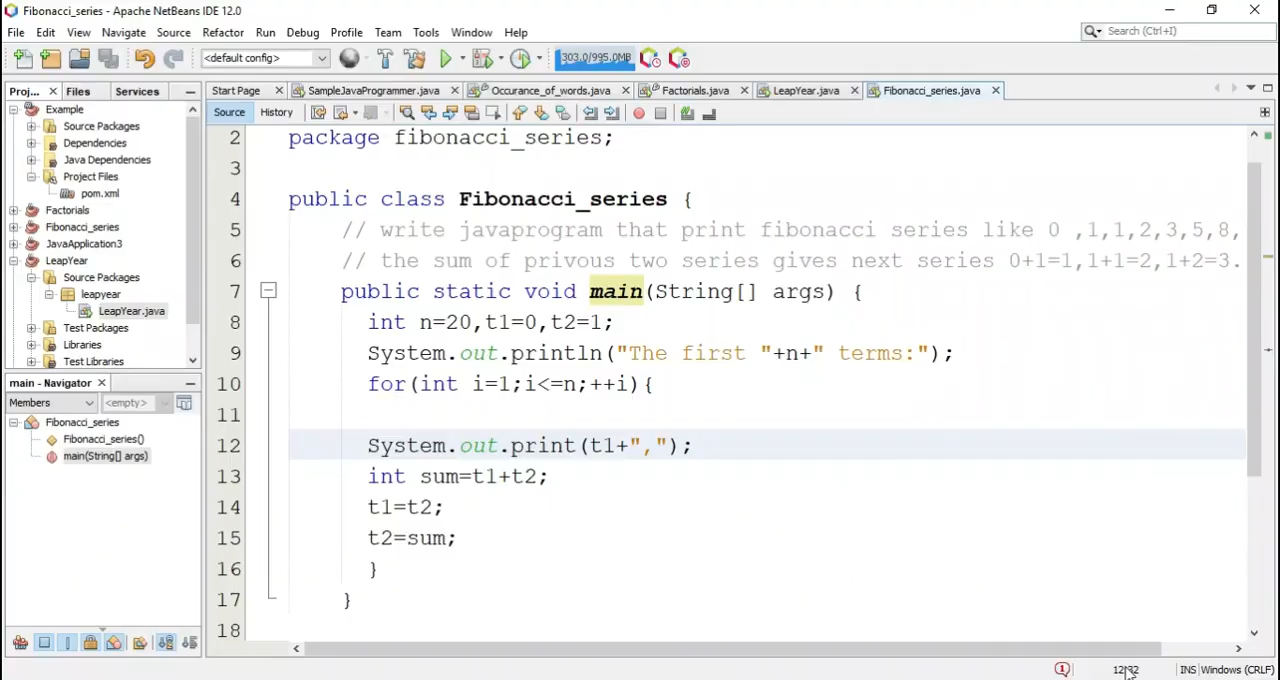 Fibonacci_series - Apache NetBeans IDE 12.0
File Edit View Navigate Source Refactor Run Debug Profile Team Tools Window Help
Search (Ctrl+I)
<default config>
303.0/995.0MB
Proj... Files Services
Start Page SampleJavaProgrammer.java Occurance_of_words.java Factorials.java LeapYear.java Fibonacci_series.java
Source History
Example
Source Packages
Dependencies
Java Dependencies
Project Files
pom.xml
Factorials
Fibonacci_series
JavaApplication3
LeapYear
Source Packages
leapyear
LeapYear.java
Test Packages
Libraries
Test Libraries
main - Navigator
Members <empty>
Fibonacci_series
Fibonacci_series()
main(String[] args)
2 package fibonacci_series;
3
4 public class Fibonacci_series {
5 // write javaprogram that print fibonacci series like 0 ,1,1,2,3,5,8,
6 // the sum of privous two series gives next series 0+1=1,1+1=2,1+2=3.
7 public static void main(String[] args) {
8 int n=20,t1=0,t2=1;
9 System.out.println("The first "+n+" terms:");
10 for(int i=1;i<=n;++i){
11
12 System.out.print(t1+",");
13 int sum=t1+t2;
14 t1=t2;
15 t2=sum;
16 }
17 }
18
1 12:32 INS Windows (CRLF)